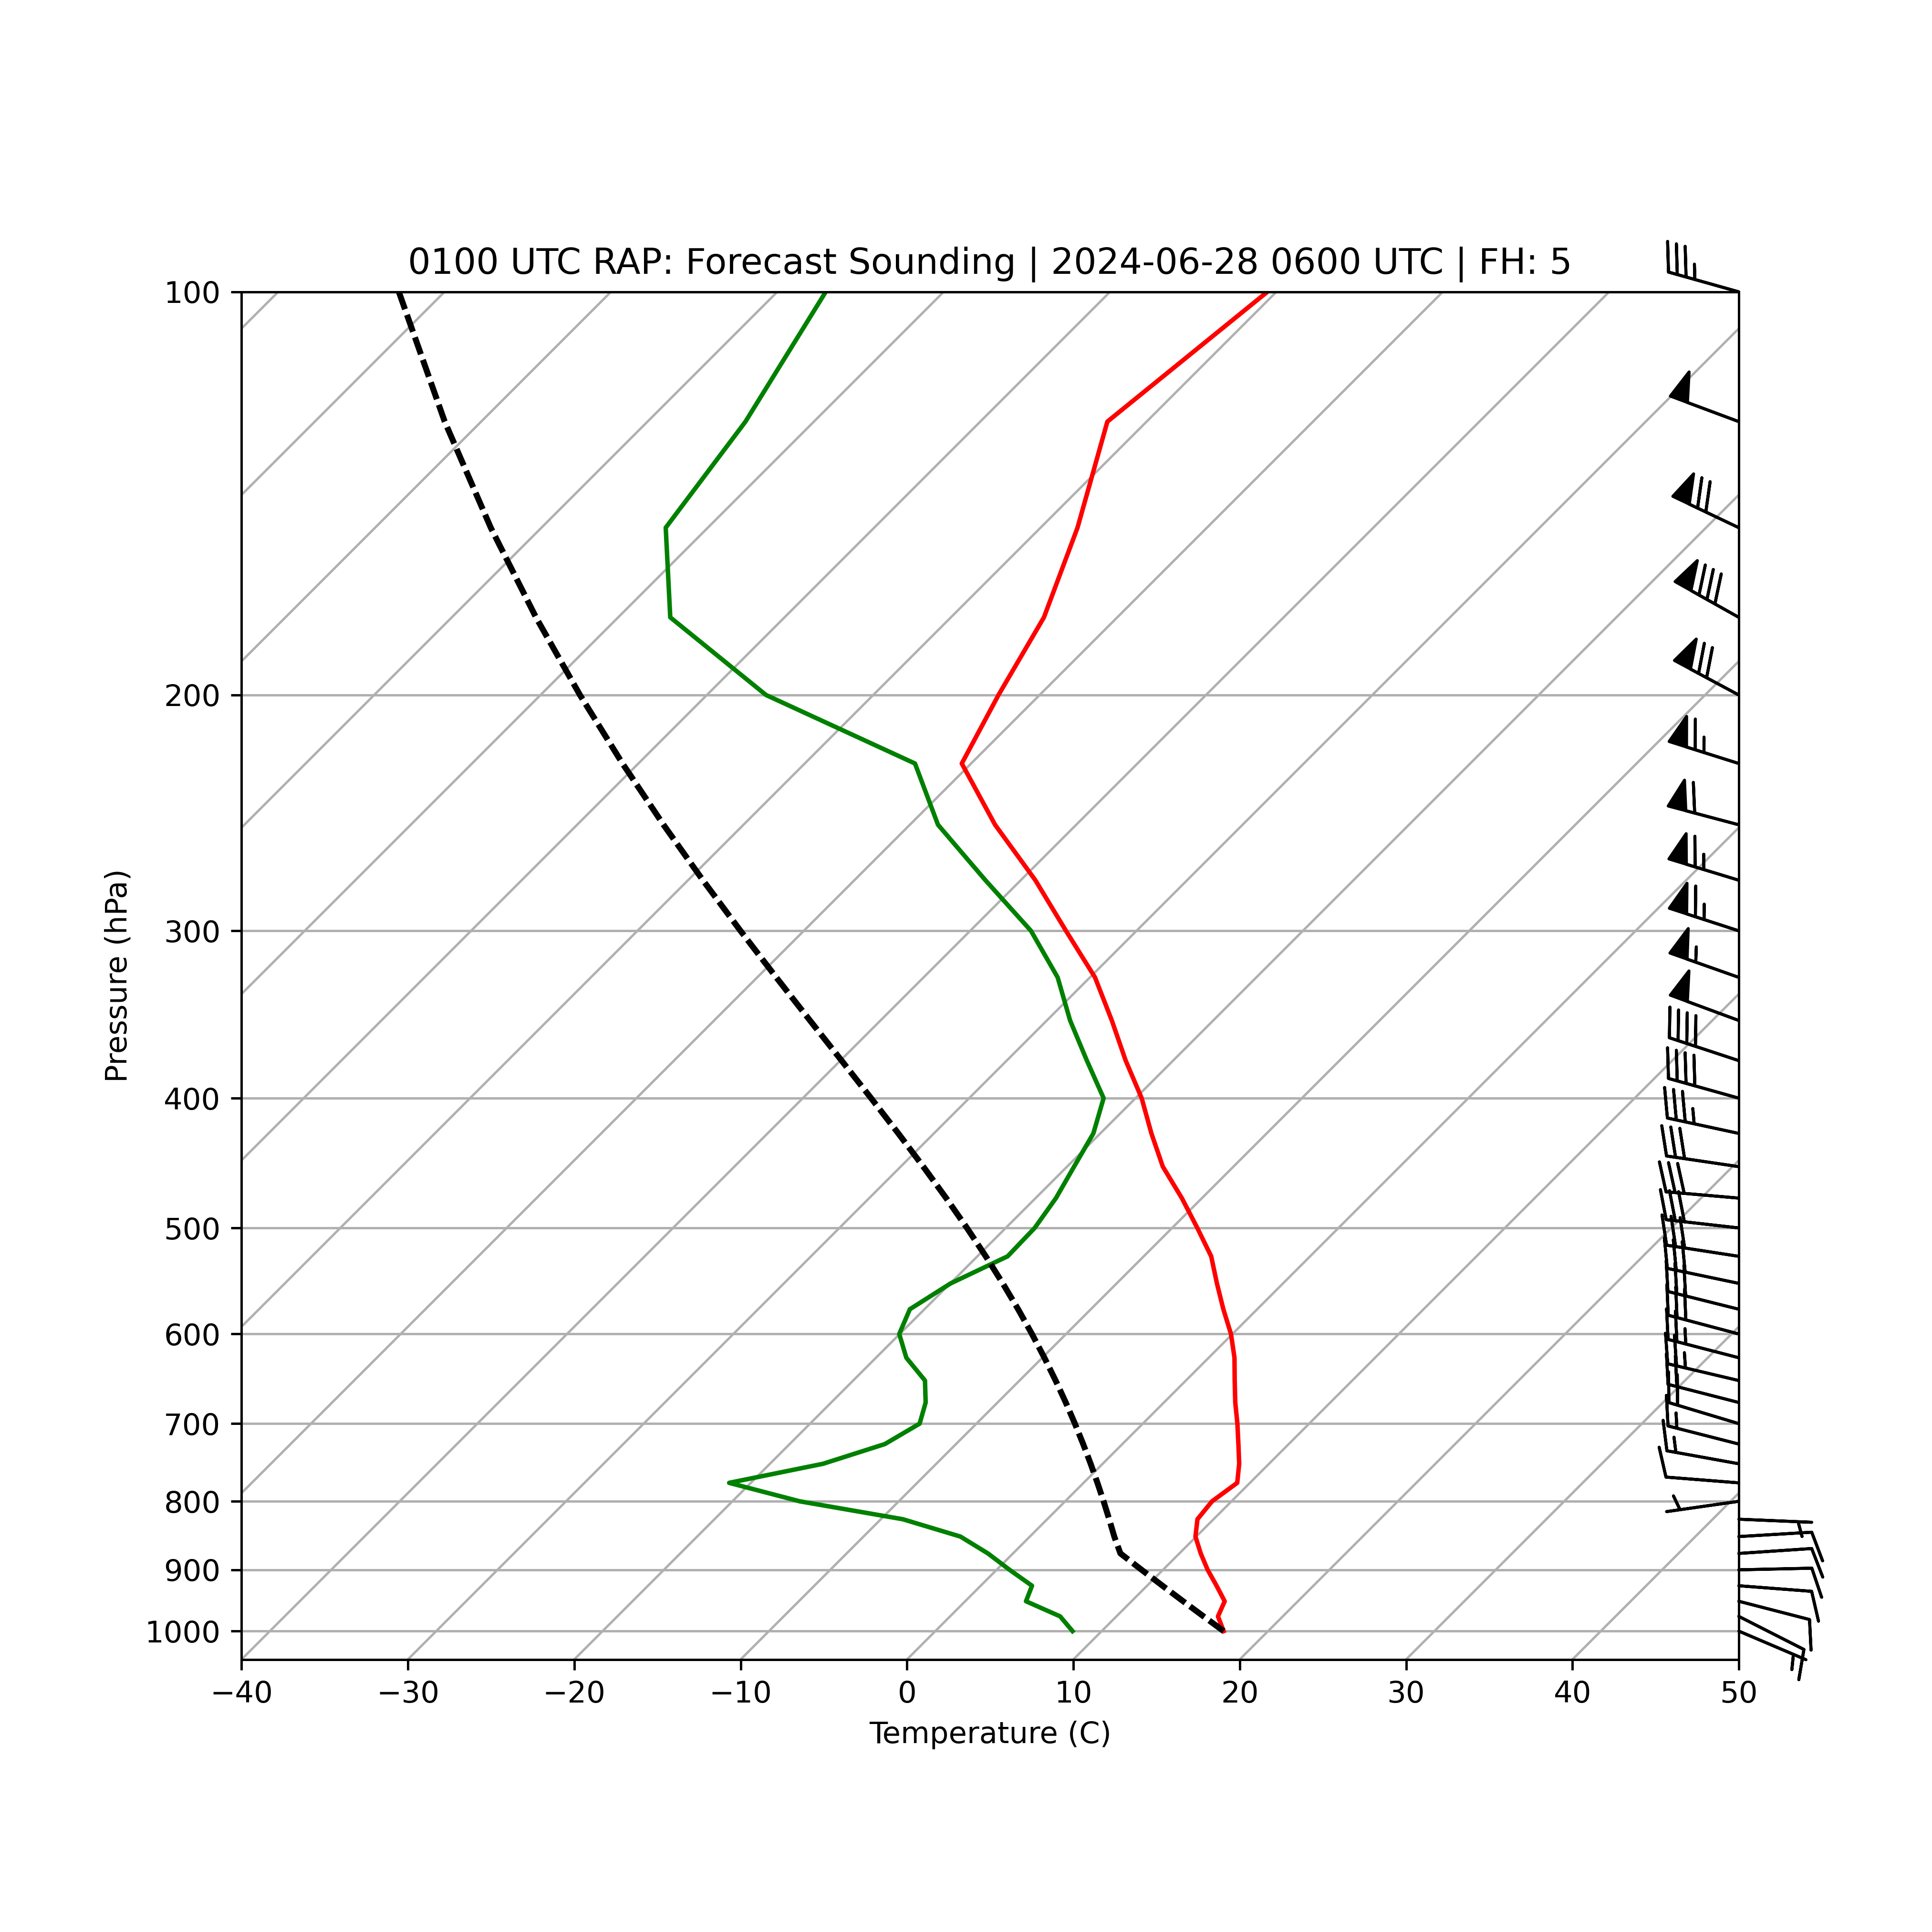 0100 UTC RAP: Forecast Sounding | 2024-06-28 0600 UTC | FH: 5
100
200
300
400
500
600
700
800
900
1000
Pressure (hPa)
−40 −30 −20 −10 0 10 20 30 40 50
Temperature (C)